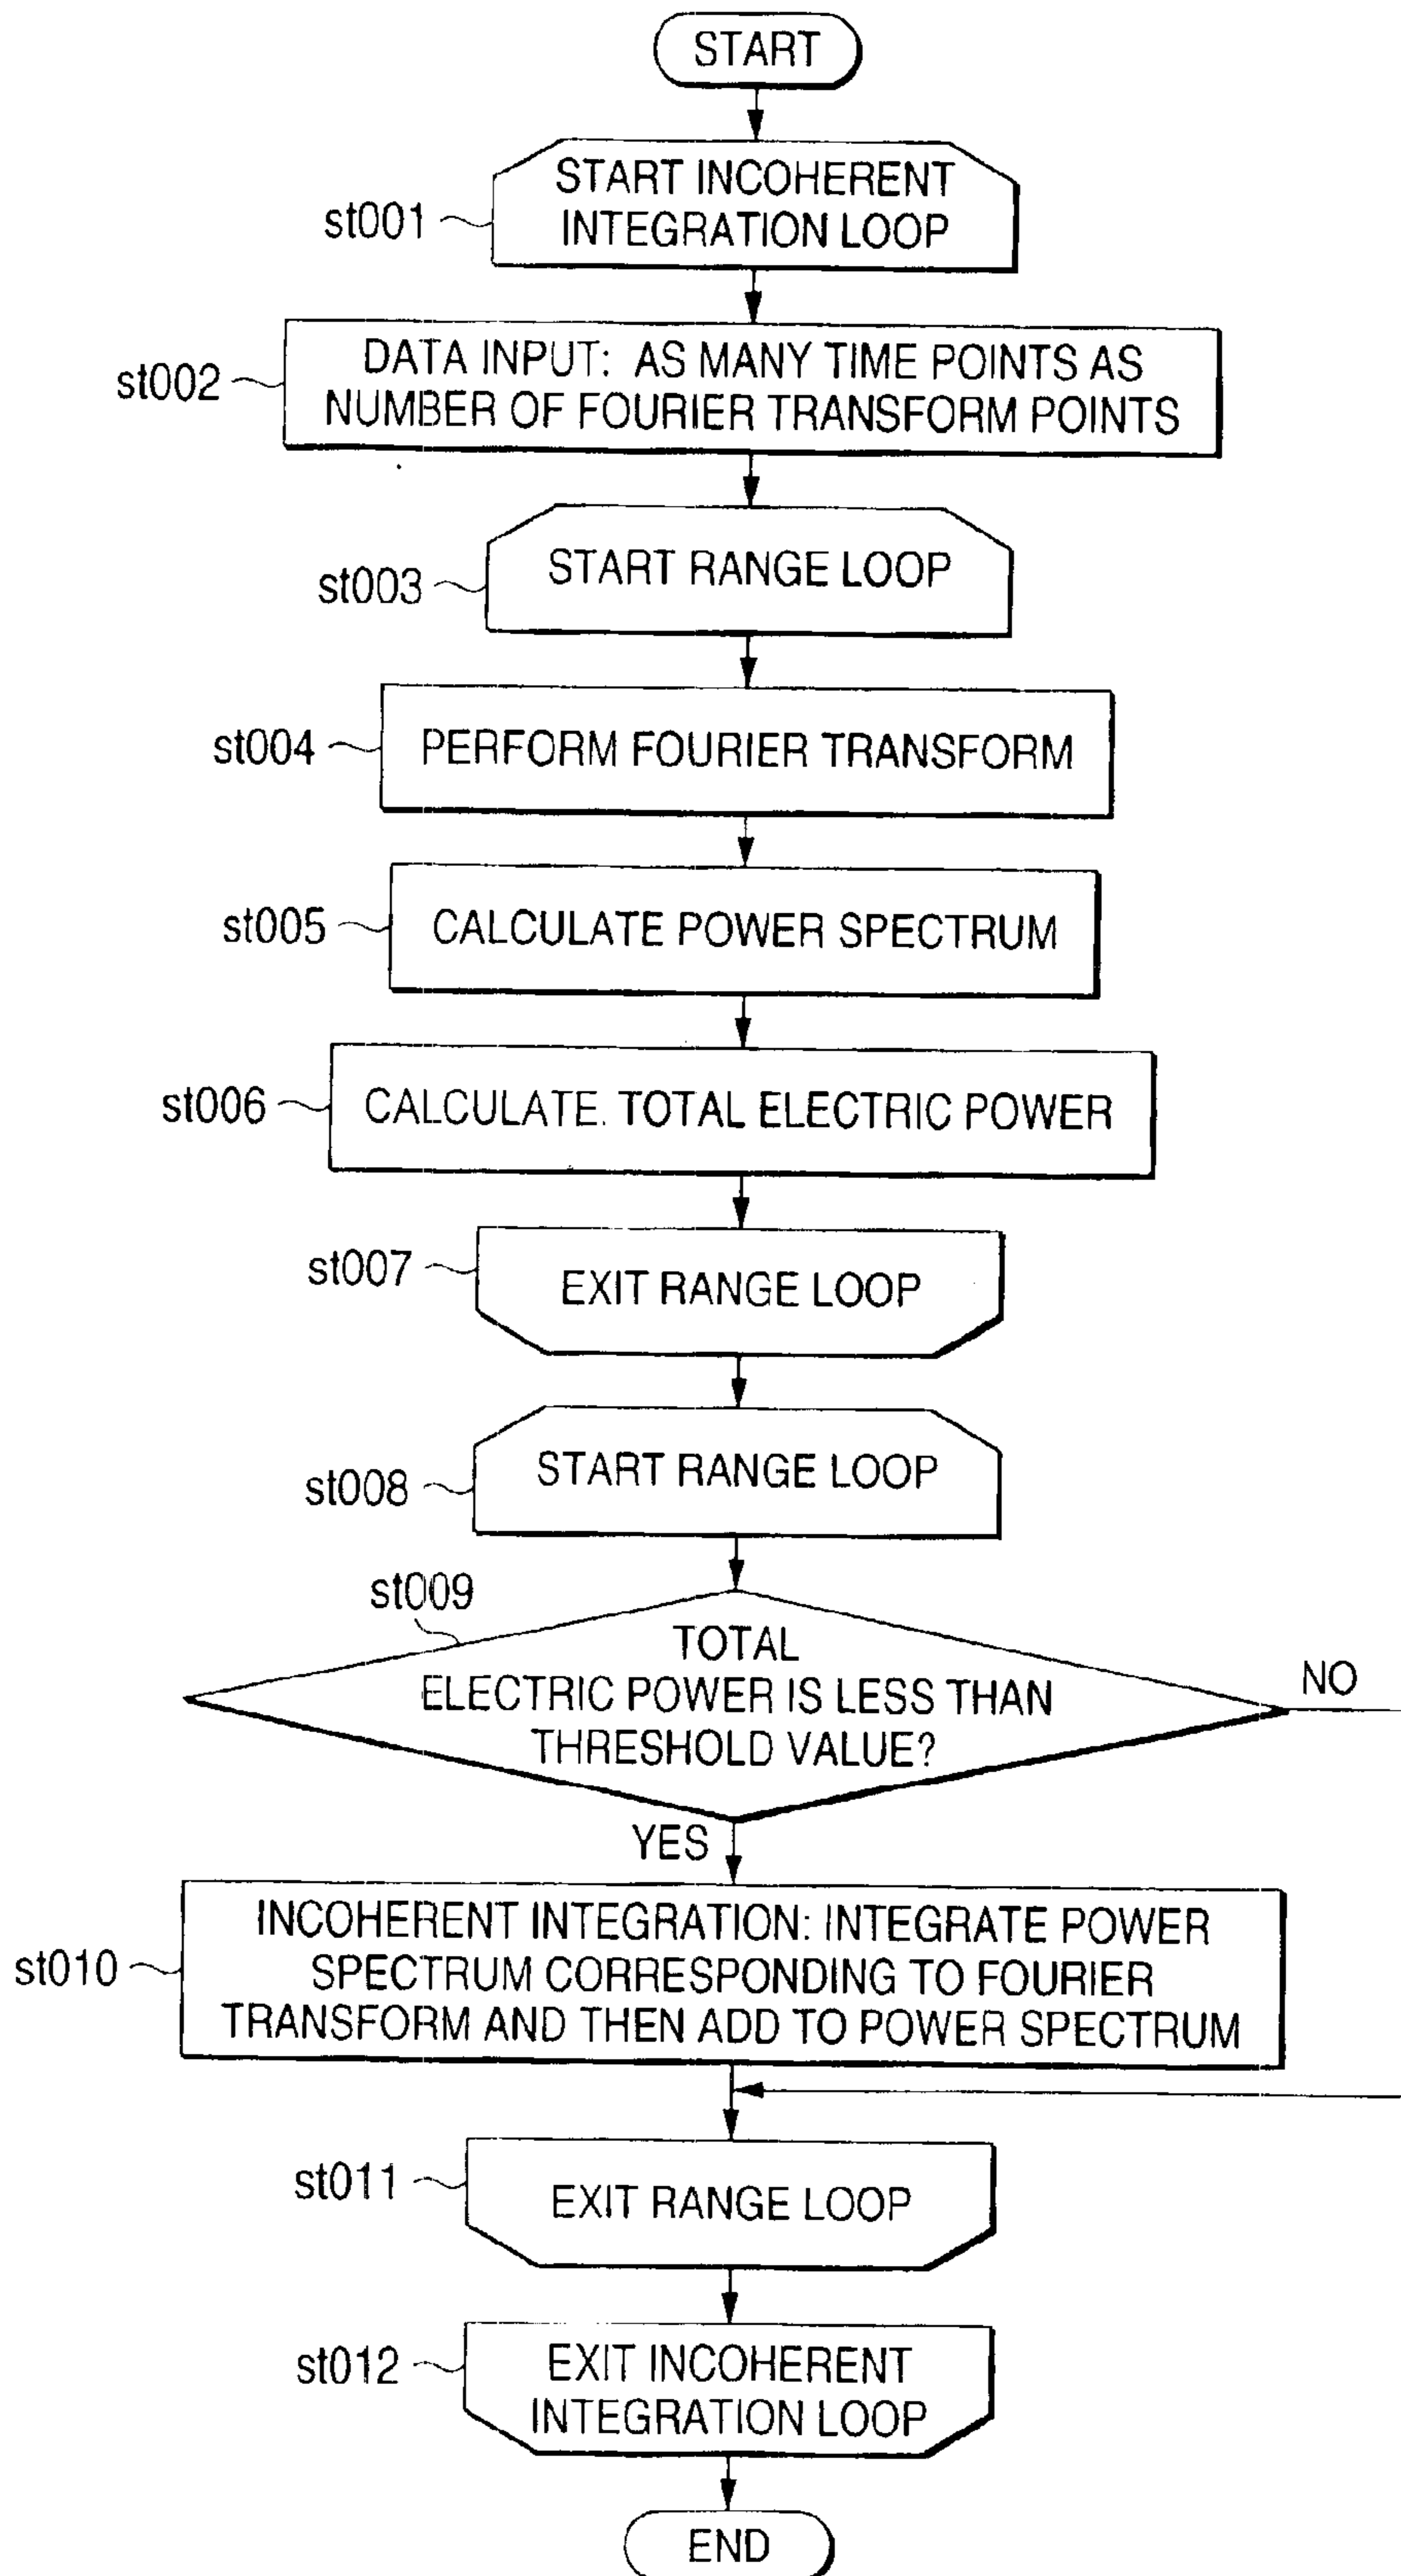 START
START INCOHERENT
INTEGRATION LOOP
st001
DATA INPUT: AS MANY TIME POINTS AS
NUMBER OF FOURIER TRANSFORM POINTS
st002
START RANGE LOOP
st003
PERFORM FOURIER TRANSFORM
st004
CALCULATE POWER SPECTRUM
st005
CALCULATE. TOTAL ELECTRIC POWER
st006
EXIT RANGE LOOP
st007
START RANGE LOOP
st008
st009
TOTAL
ELECTRIC POWER IS LESS THAN
THRESHOLD VALUE?
NO
YES
INCOHERENT INTEGRATION: INTEGRATE POWER
SPECTRUM CORRESPONDING TO FOURIER
TRANSFORM AND THEN ADD TO POWER SPECTRUM
st010
EXIT RANGE LOOP
st011
EXIT INCOHERENT
INTEGRATION LOOP
st012
END